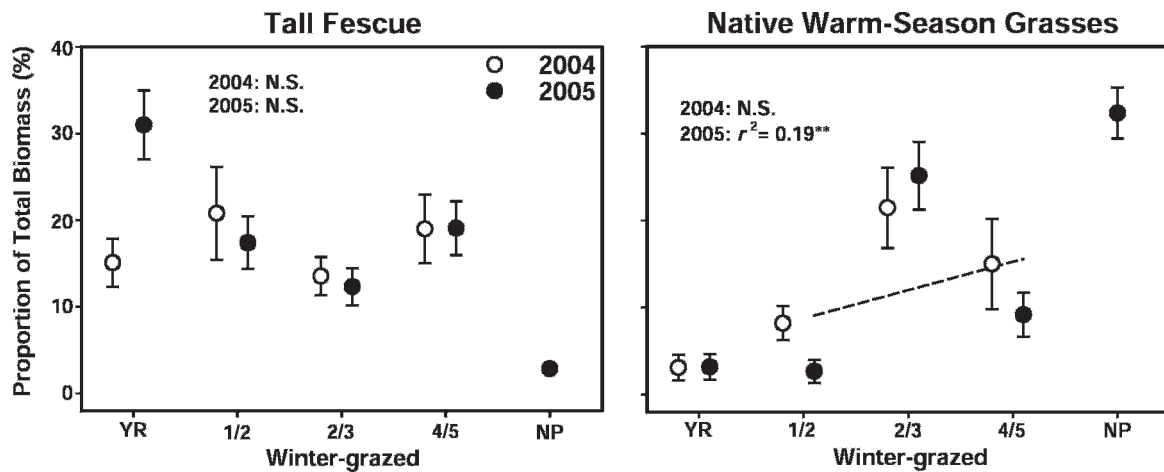 Tall Fescue
Native Warm-Season Grasses
Proportion of Total Biomass (%)
40
30
20
10
0
2004: N.S.
2005: N.S.
2004
2005
2004: N.S.
2005: r² = 0.19**
YR 1/2 2/3 4/5 NP
YR 1/2 2/3 4/5 NP
Winter-grazed
Winter-grazed